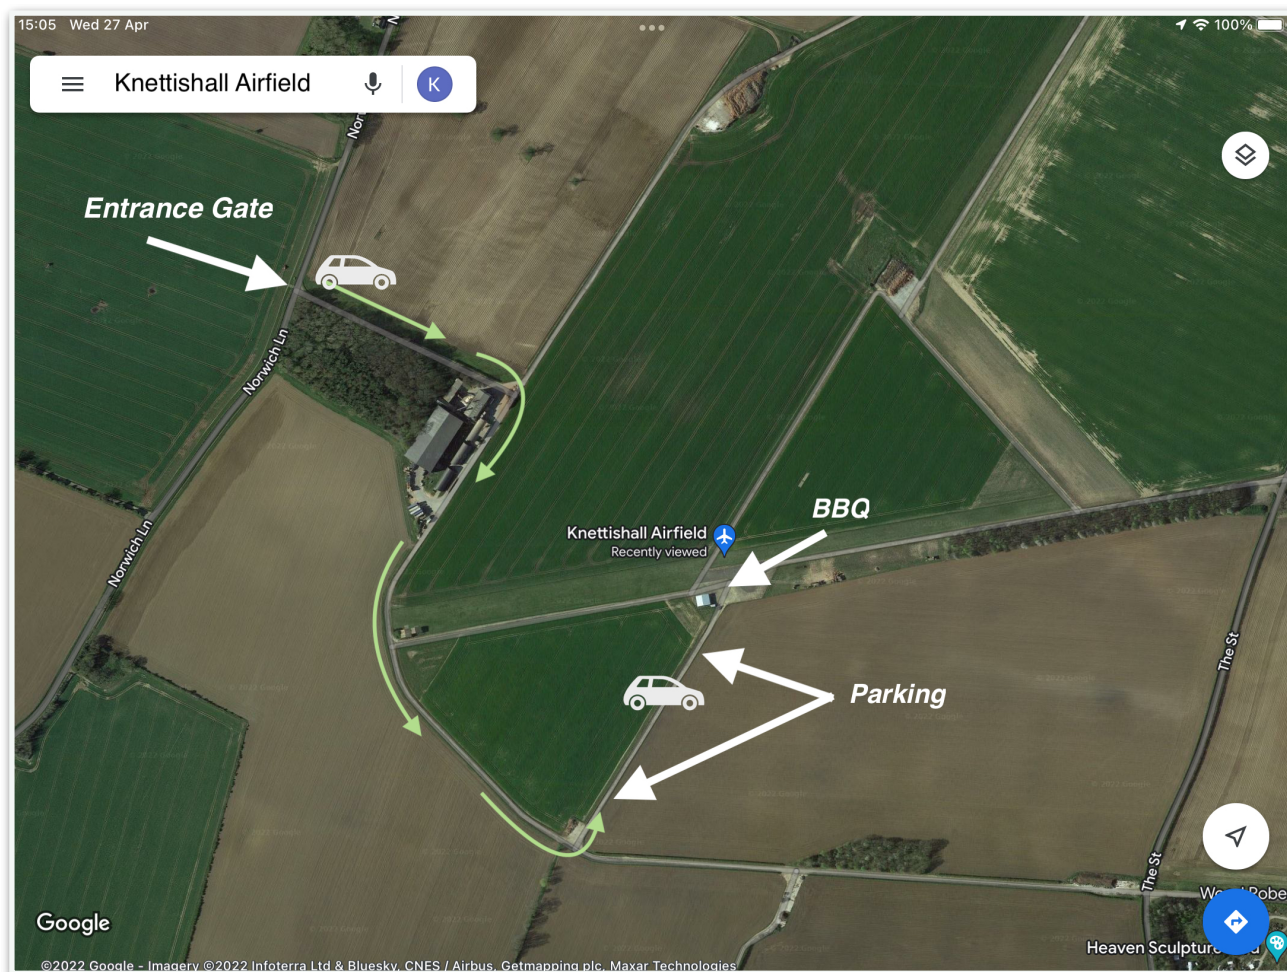 15:05 Wed 27 Apr
100%
Knettishall Airfield
K
Entrance Gate
Norwich Ln
Norwich Ln
BBQ
Knettishall Airfield
Recently viewed
Parking
The St
The St
Google
Heaven Sculpture
©2022 Google - Imagery ©2022 Infoterra Ltd & Bluesky, CNES / Airbus, Getmapping plc, Maxar Technologies